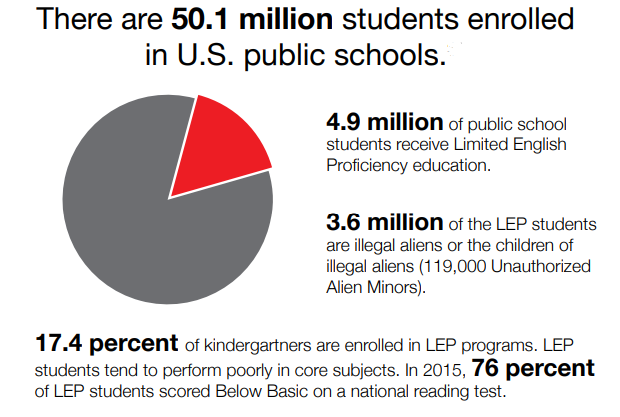 There are 50.1 million students enrolled
in U.S. public schools.
4.9 million of public school
students receive Limited English
Proficiency education.
3.6 million of the LEP students
are illegal aliens or the children of
illegal aliens (119,000 Unauthorized
Alien Minors).
17.4 percent of kindergartners are enrolled in LEP programs. LEP
students tend to perform poorly in core subjects. In 2015, 76 percent
of LEP students scored Below Basic on a national reading test.